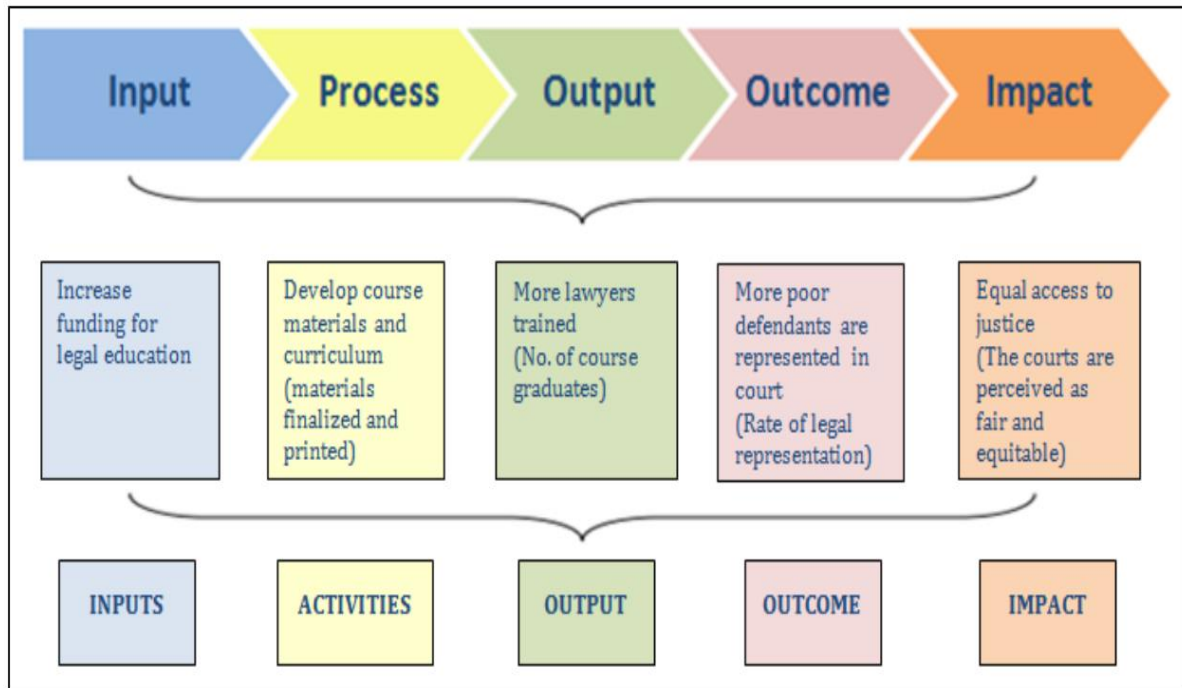 Input
Process
Output
Outcome
Impact
Increase
funding for
legal education
Develop course
materials and
curriculum
(materials
finalized and
printed)
More lawyers
trained
(No. of course
graduates)
More poor
defendants are
represented in
court
(Rate of legal
representation)
Equal access to
justice
(The courts are
perceived as
fair and
equitable)
INPUTS
ACTIVITIES
OUTPUT
OUTCOME
IMPACT